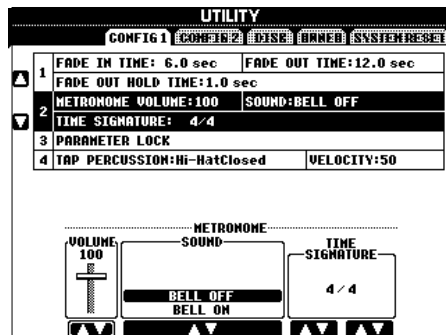 UTILITY
CONFIG 1 CONFIG 2 DISK OWNER SYSTEM RESET
1 FADE IN TIME: 6.0 sec FADE OUT TIME:12.0 sec
FADE OUT HOLD TIME:1.0 sec
2 METRONOME VOLUME:100 SOUND:BELL OFF
TIME SIGNATURE: 4/4
3 PARAMETER LOCK
4 TAP PERCUSSION:Hi-HatClosed VELOCITY:50
METRONOME
VOLUME SOUND TIME SIGNATURE
100
4/4
BELL OFF
BELL ON